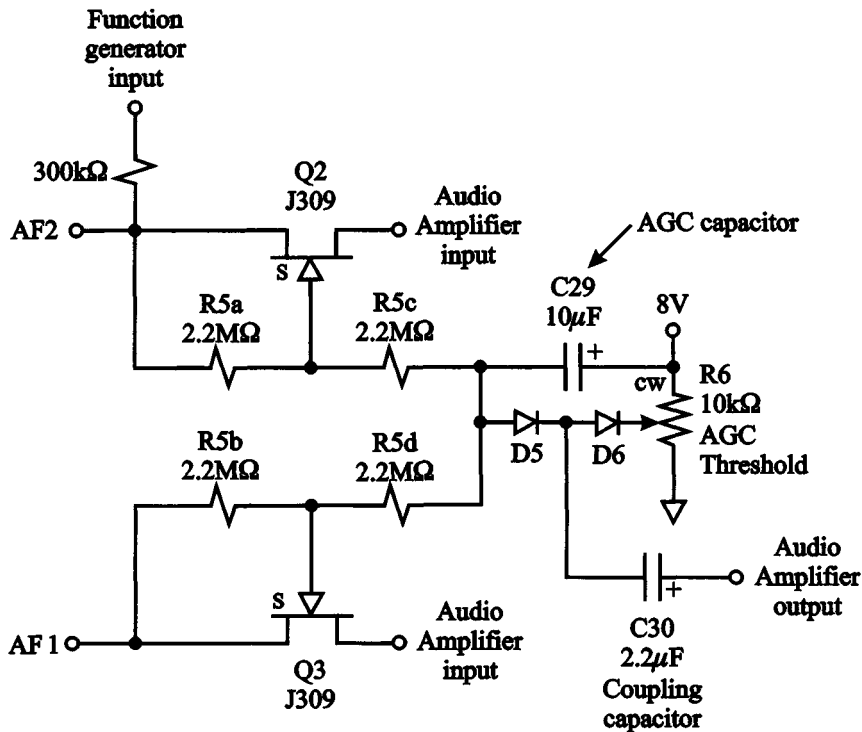 Function
generator
input
300kΩ
AF2
Q2
J309
S
Audio
Amplifier
input
AGC capacitor
C29
10μF
+
8V
R5a
2.2MΩ
R5c
2.2MΩ
cw
R6
10kΩ
AGC
Threshold
D5
D6
R5b
2.2MΩ
R5d
2.2MΩ
S
AF 1
Q3
J309
Audio
Amplifier
input
+
C30
2.2μF
Coupling
capacitor
Audio
Amplifier
output